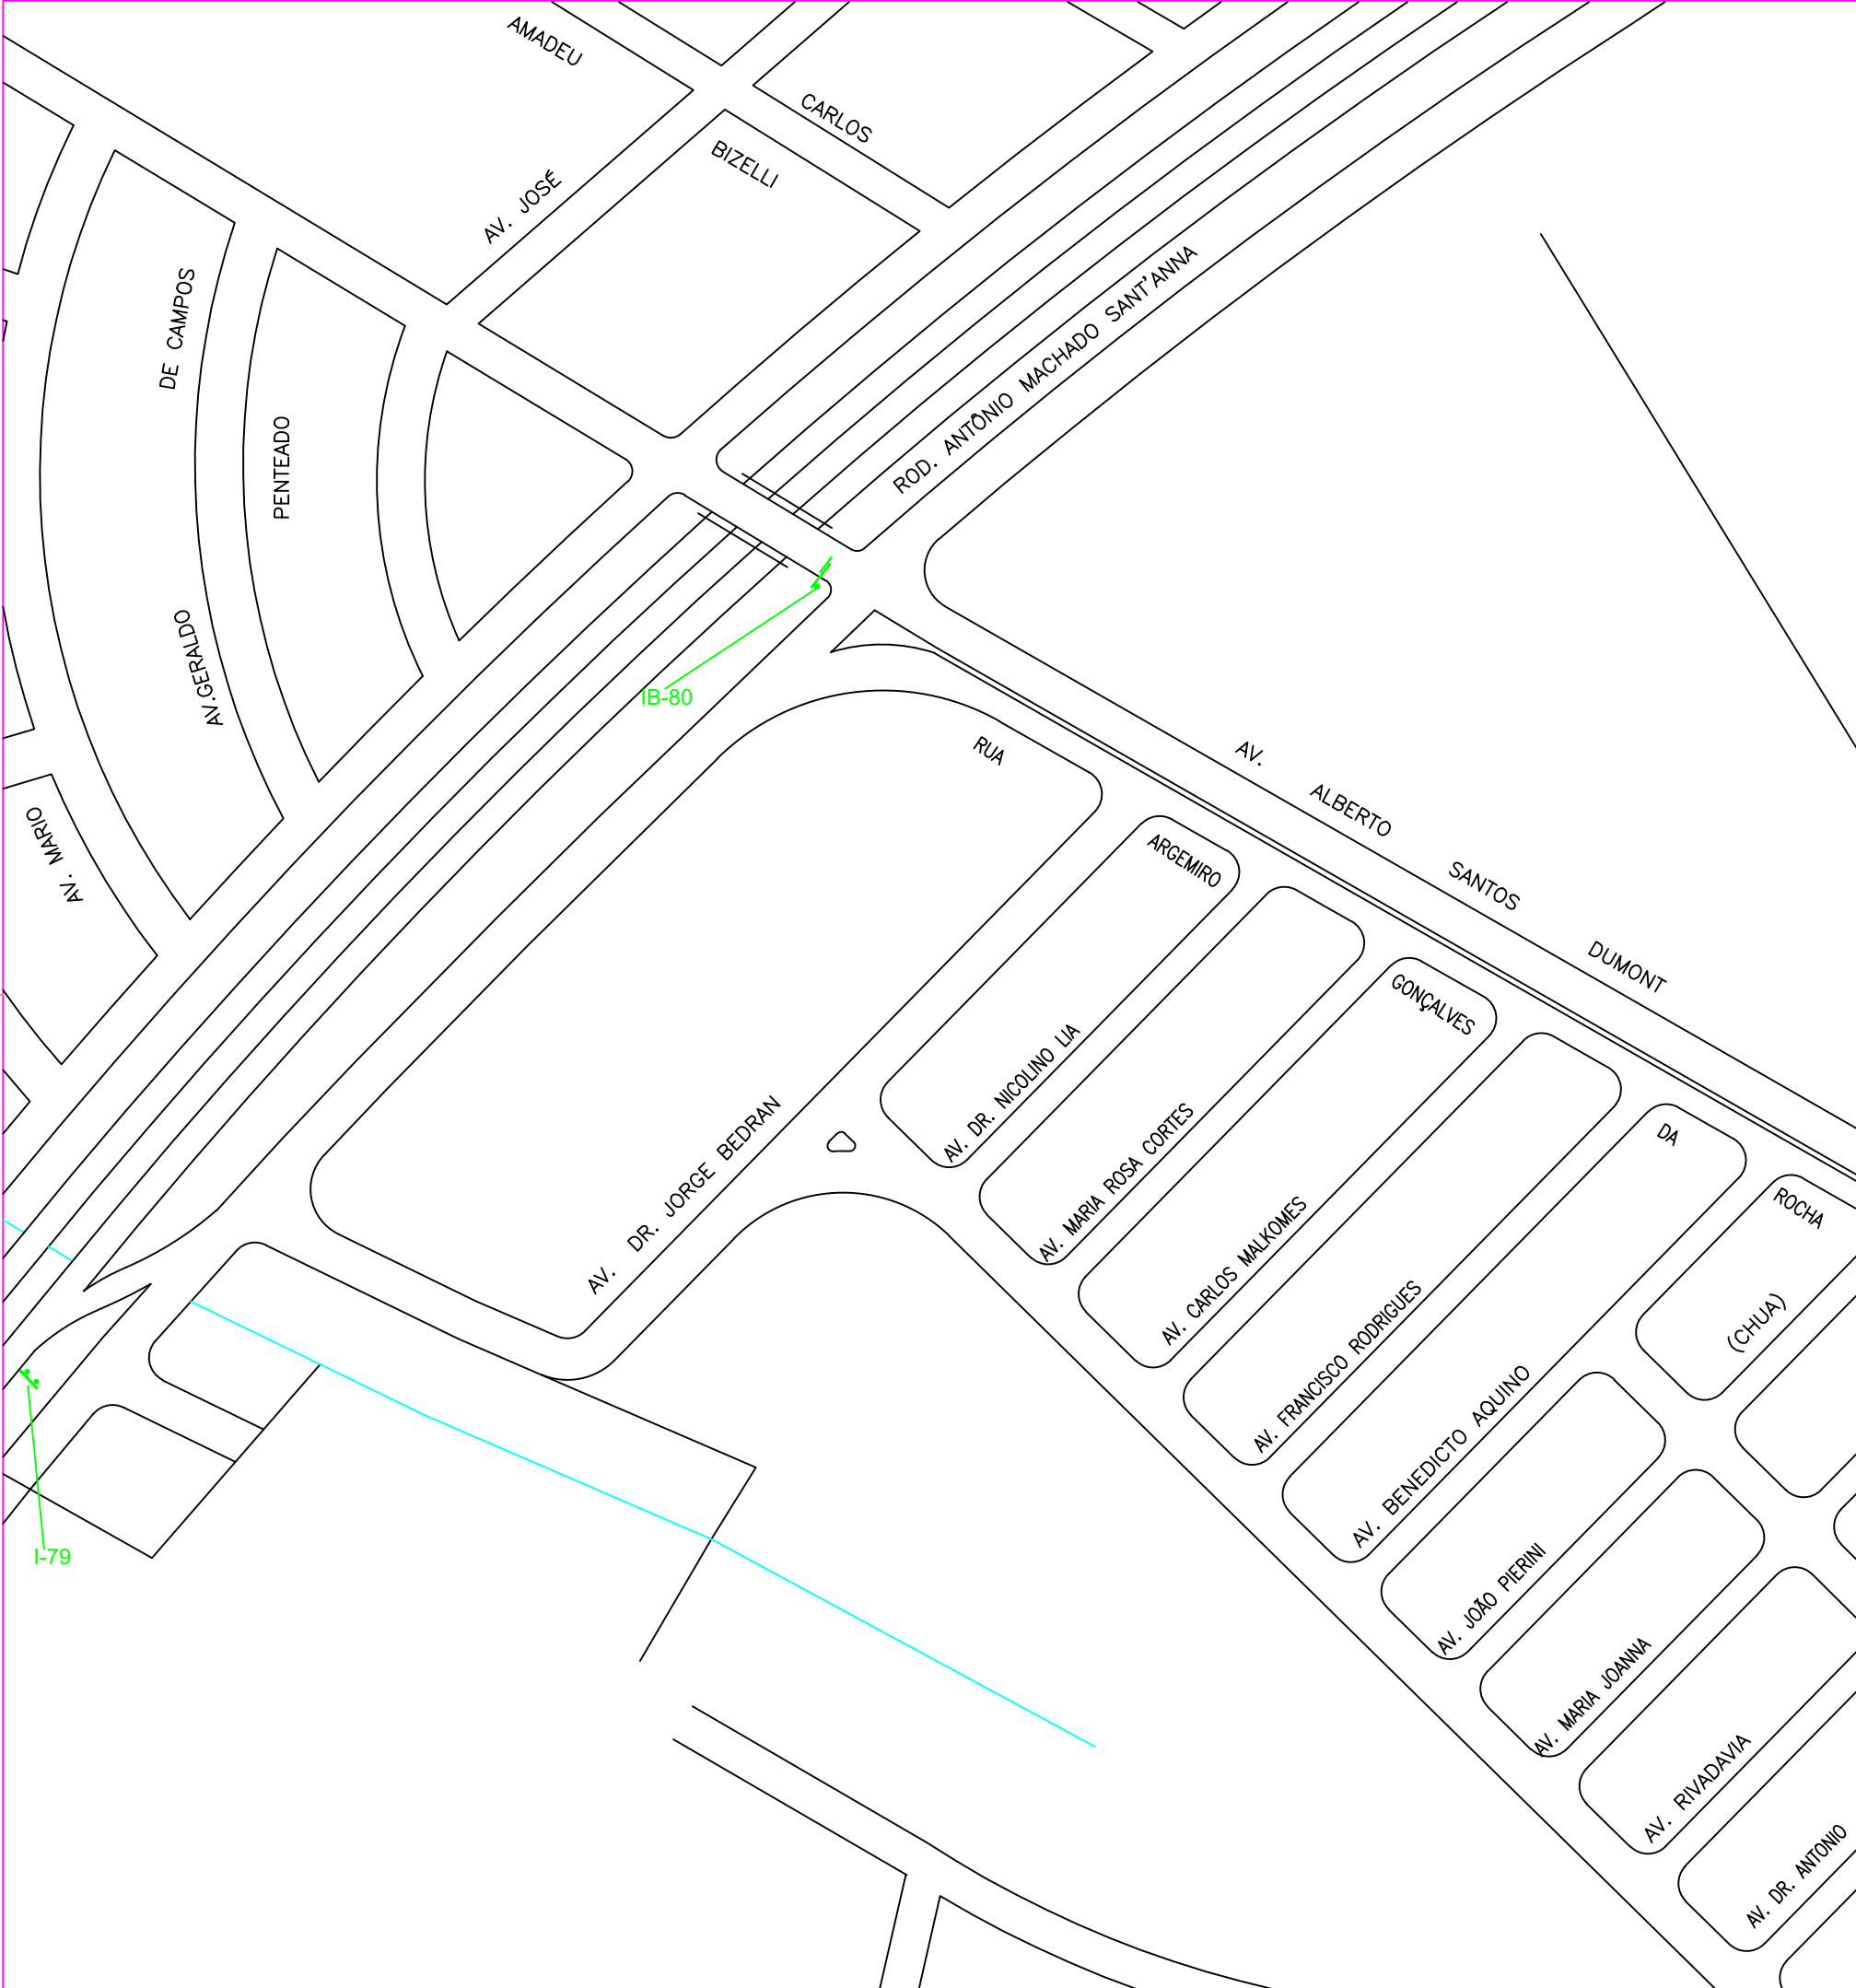 AMADEU
CARLOS
BIZELLI
AV. JOSÉ
DE CAMPOS
PENTEADO
ROD. ANTÔNIO MACHADO SANT'ANNA
AV.GERALDO
IB-80
AV. MARIO
RUA
AV.
ALBERTO
SANTOS
DUMONT
ARGEMIRO
GONÇALVES
DA
ROCHA
(CHUA)
AV. DR. NICOLINO LIA
AV. DR. JORGE BEDRAN
AV. MARIA ROSA CORTES
AV. CARLOS MALKOMES
AV. FRANCISCO RODRIGUES
AV. BENEDICTO AQUINO
I-79
AV. JOÃO PIERINI
AV. MARIA JOANNA
AV. RIVADAVIA
AV. DR. ANTONIO